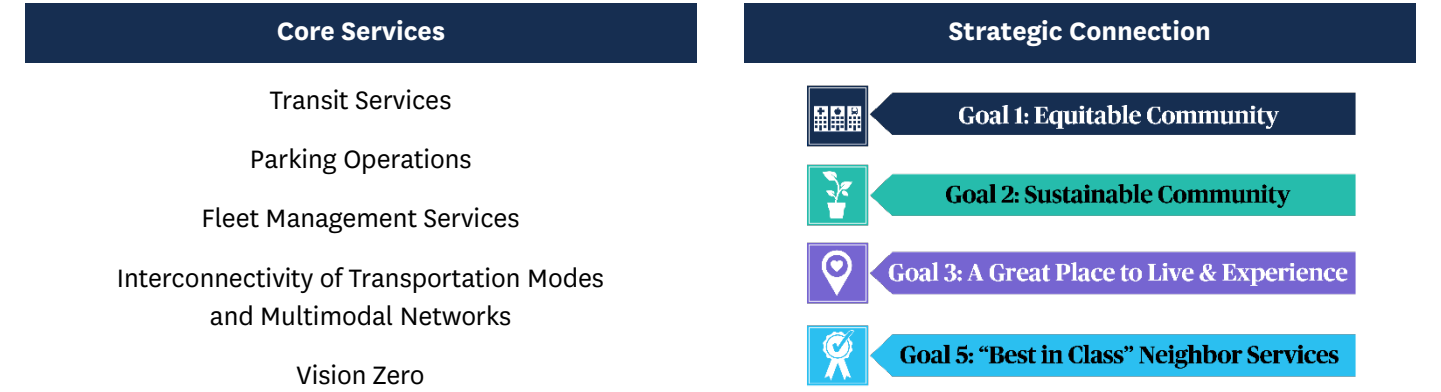 Core Services
Transit Services
Parking Operations
Fleet Management Services
Interconnectivity of Transportation Modes
and Multimodal Networks
Vision Zero
Strategic Connection
Goal 1: Equitable Community
Goal 2: Sustainable Community
Goal 3: A Great Place to Live & Experience
Goal 5: “Best in Class” Neighbor Services